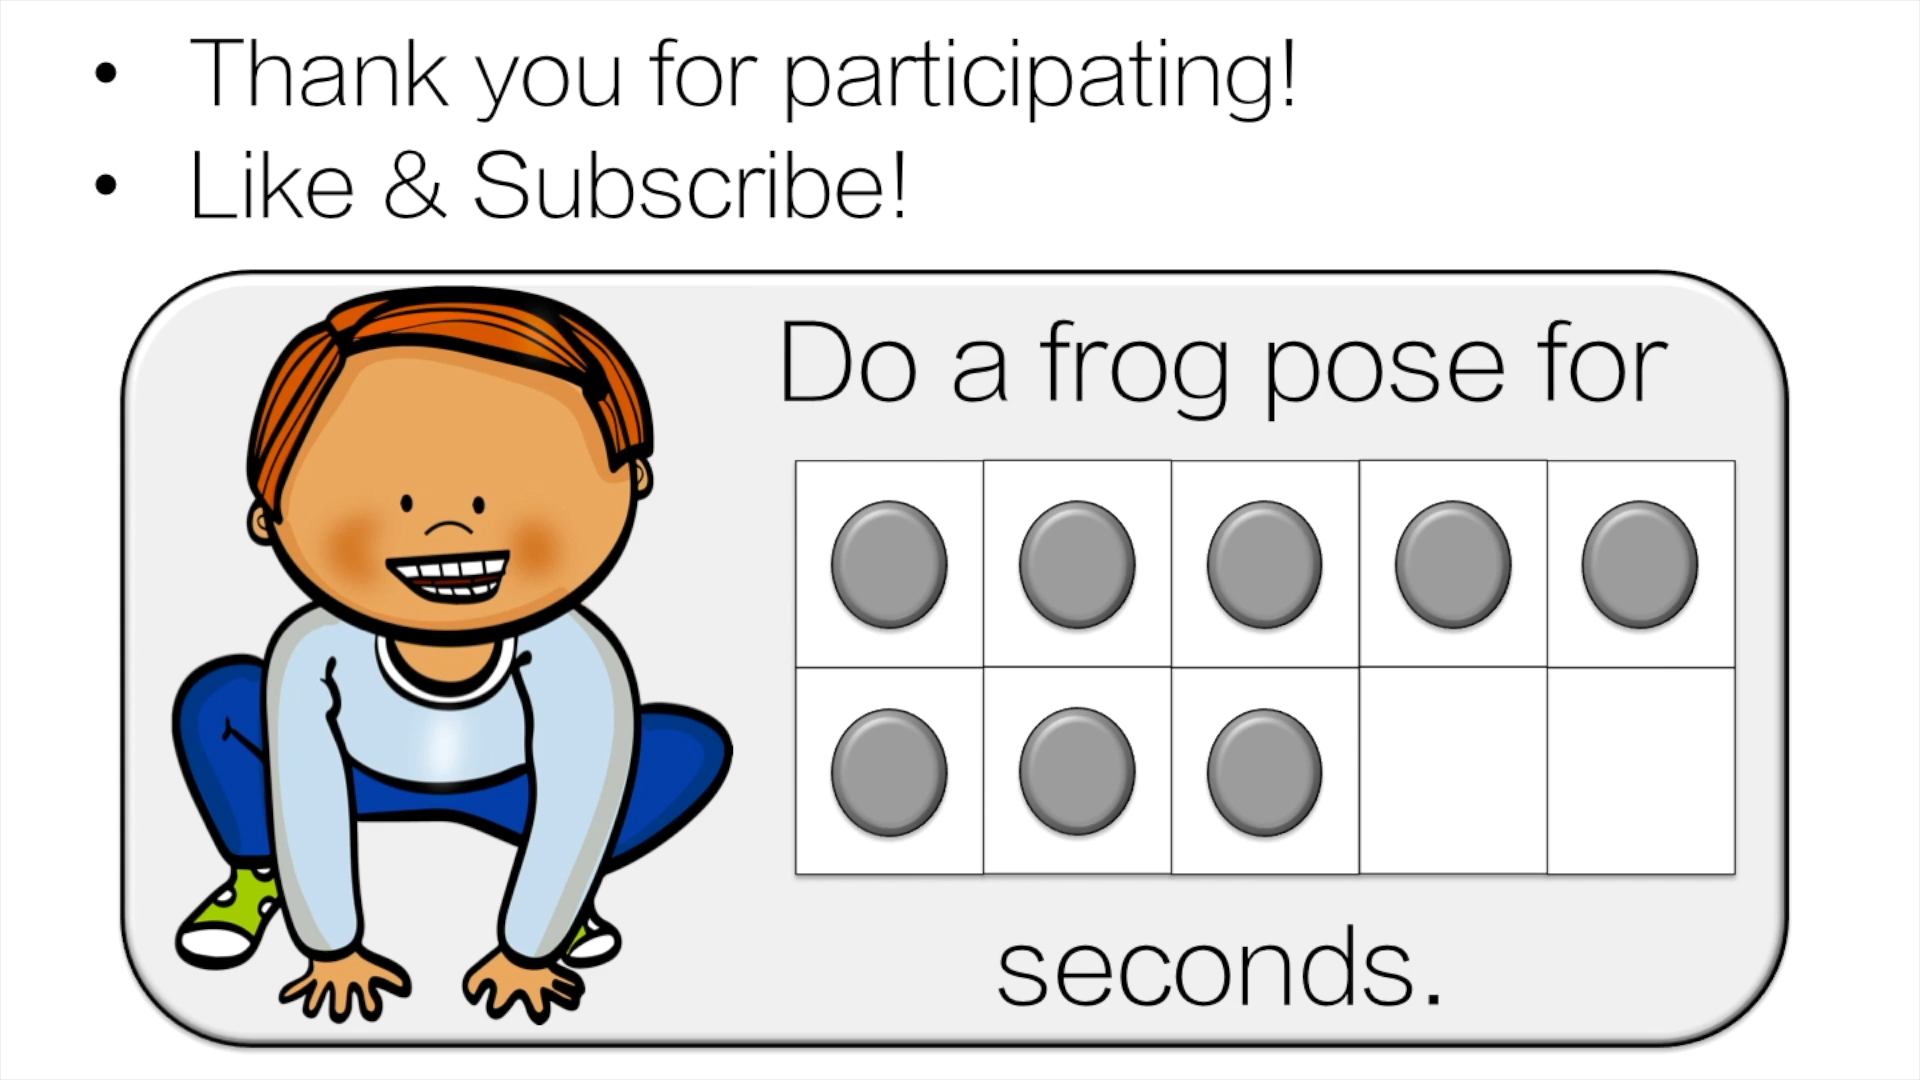 • Thank you for participating!
• Like & Subscribe!
Do a frog pose for
seconds.